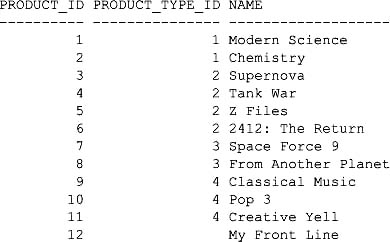 PRODUCT_ID PRODUCT_TYPE_ID NAME
---------- --------------- -------------------
1 1 Modern Science
2 1 Chemistry
3 2 Supernova
4 2 Tank War
5 2 Z Files
6 2 2412: The Return
7 3 Space Force 9
8 3 From Another Planet
9 4 Classical Music
10 4 Pop 3
11 4 Creative Yell
12 My Front Line